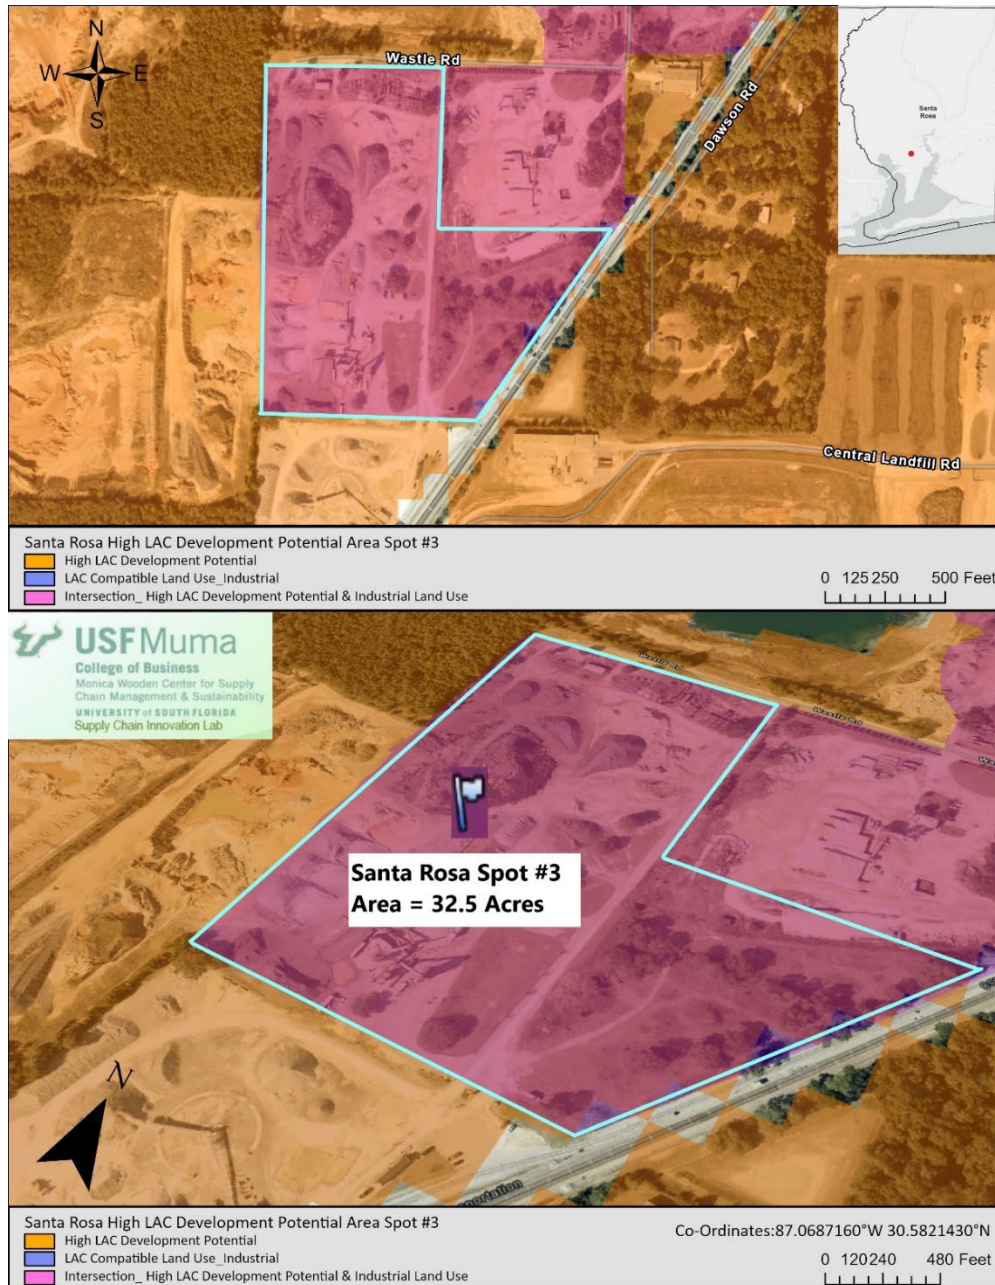 N
W
E
S
Wastle Rd
Dawson Rd
Santa
Rosa
Central Landfill Rd
Santa Rosa High LAC Development Potential Area Spot #3
High LAC Development Potential
LAC Compatible Land Use_Industrial
Intersection_ High LAC Development Potential & Industrial Land Use
0 125 250 500 Feet
USF Muma
College of Business
Monica Wooden Center for Supply
Chain Management & Sustainability
UNIVERSITY of SOUTH FLORIDA
Supply Chain Innovation Lab
Wastle Rd
Wastle Rd
Santa Rosa Spot #3
Area = 32.5 Acres
N
Santa Rosa High LAC Development Potential Area Spot #3
High LAC Development Potential
LAC Compatible Land Use_Industrial
Intersection_ High LAC Development Potential & Industrial Land Use
Co-Ordinates:87.0687160°W 30.5821430°N
0 120240 480 Feet